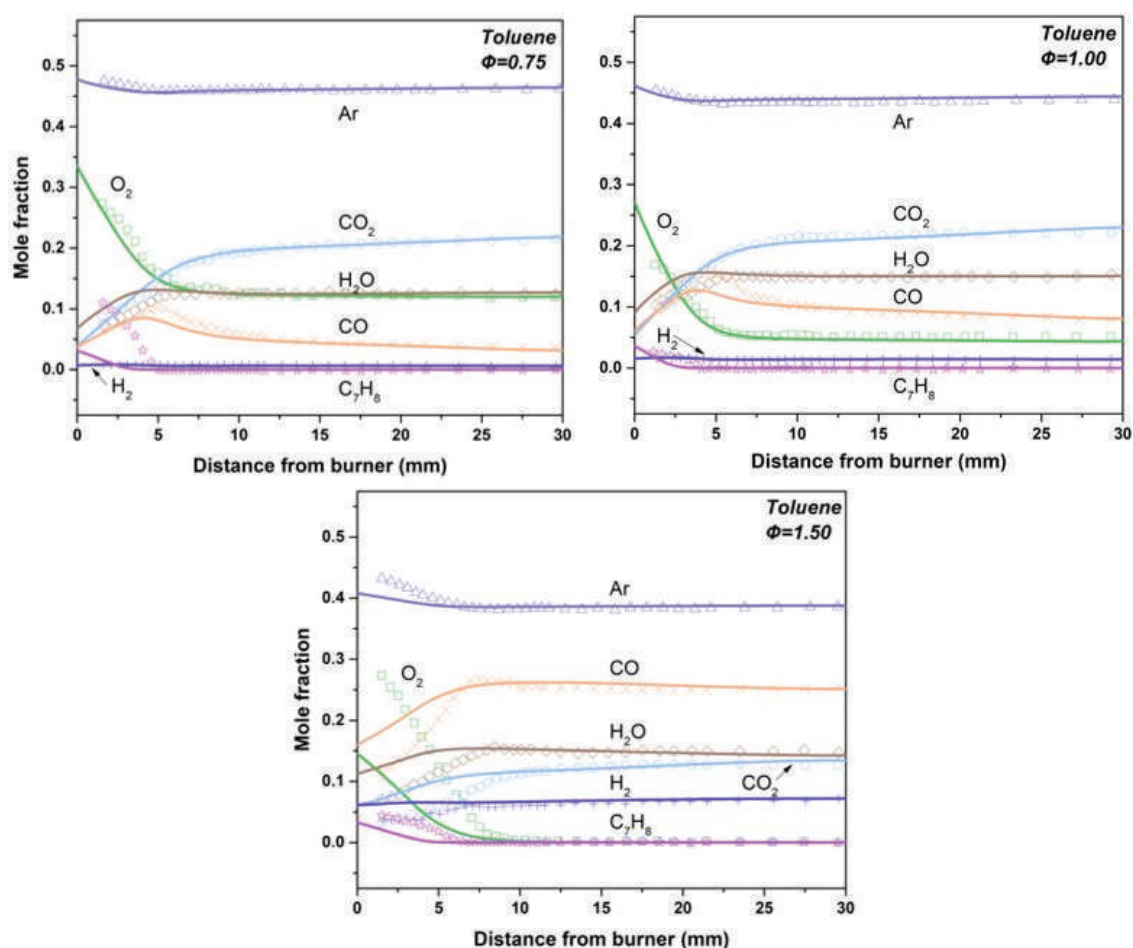 Toluene
Φ=0.75
0.5
0.4
0.3
0.2
0.1
0.0
Mole fraction
Ar
O₂
CO₂
H₂O
CO
H₂
C₇H₈
0 5 10 15 20 25 30
Distance from burner (mm)
Toluene
Φ=1.00
0.5
0.4
0.3
0.2
0.1
0.0
Mole fraction
Ar
O₂
CO₂
H₂O
CO
H₂
C₇H₈
0 5 10 15 20 25 30
Distance from burner (mm)
Toluene
Φ=1.50
0.5
0.4
0.3
0.2
0.1
0.0
Mole fraction
Ar
O₂
CO
H₂O
H₂
CO₂
C₇H₈
0 5 10 15 20 25 30
Distance from burner (mm)